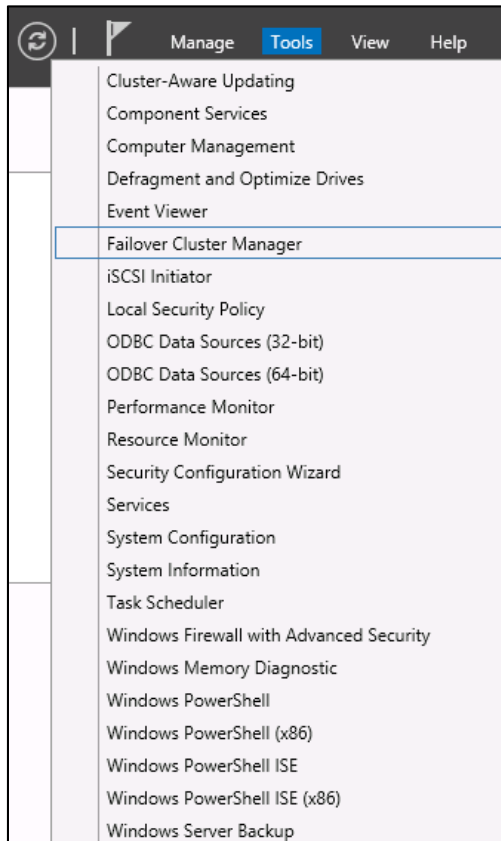 Manage Tools View Help
Cluster-Aware Updating
Component Services
Computer Management
Defragment and Optimize Drives
Event Viewer
Failover Cluster Manager
iSCSI Initiator
Local Security Policy
ODBC Data Sources (32-bit)
ODBC Data Sources (64-bit)
Performance Monitor
Resource Monitor
Security Configuration Wizard
Services
System Configuration
System Information
Task Scheduler
Windows Firewall with Advanced Security
Windows Memory Diagnostic
Windows PowerShell
Windows PowerShell (x86)
Windows PowerShell ISE
Windows PowerShell ISE (x86)
Windows Server Backup